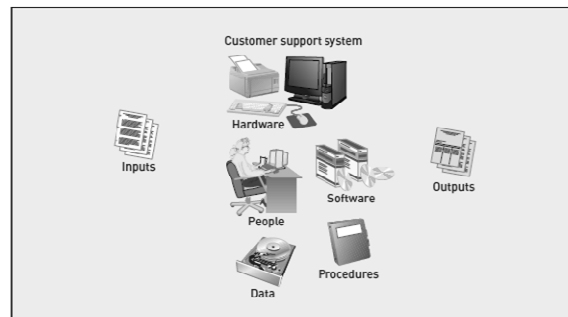 Customer support system
Hardware
Inputs
Outputs
Software
People
Procedures
Data